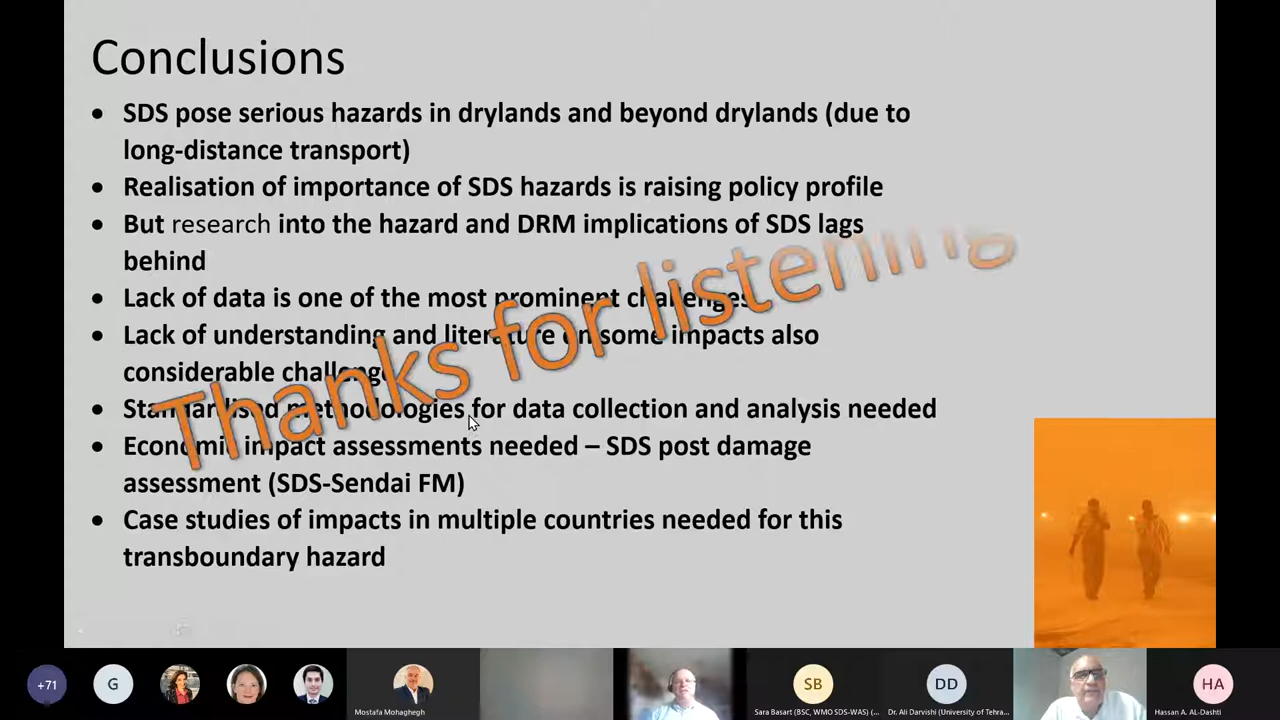 Conclusions
• SDS pose serious hazards in drylands and beyond drylands (due to
long-distance transport)
• Realisation of importance of SDS hazards is raising policy profile
• But research into the hazard and DRM implications of SDS lags
behind
• Lack of data is one of the most prominent challenges
• Lack of understanding and literature on some impacts also
considerable challenge
• Standardised methodologies for data collection and analysis needed
• Economic impact assessments needed – SDS post damage
assessment (SDS-Sendai FM)
• Case studies of impacts in multiple countries needed for this
transboundary hazard
Thanks for listening
+71
G
SB
DD
HA
Mostafa Mohaghegh
Sara Basart (BSC, WMO SDS-WAS) (...
Dr. Ali Darvishi (University of Tehra...
Hassan A. AL-Dashti